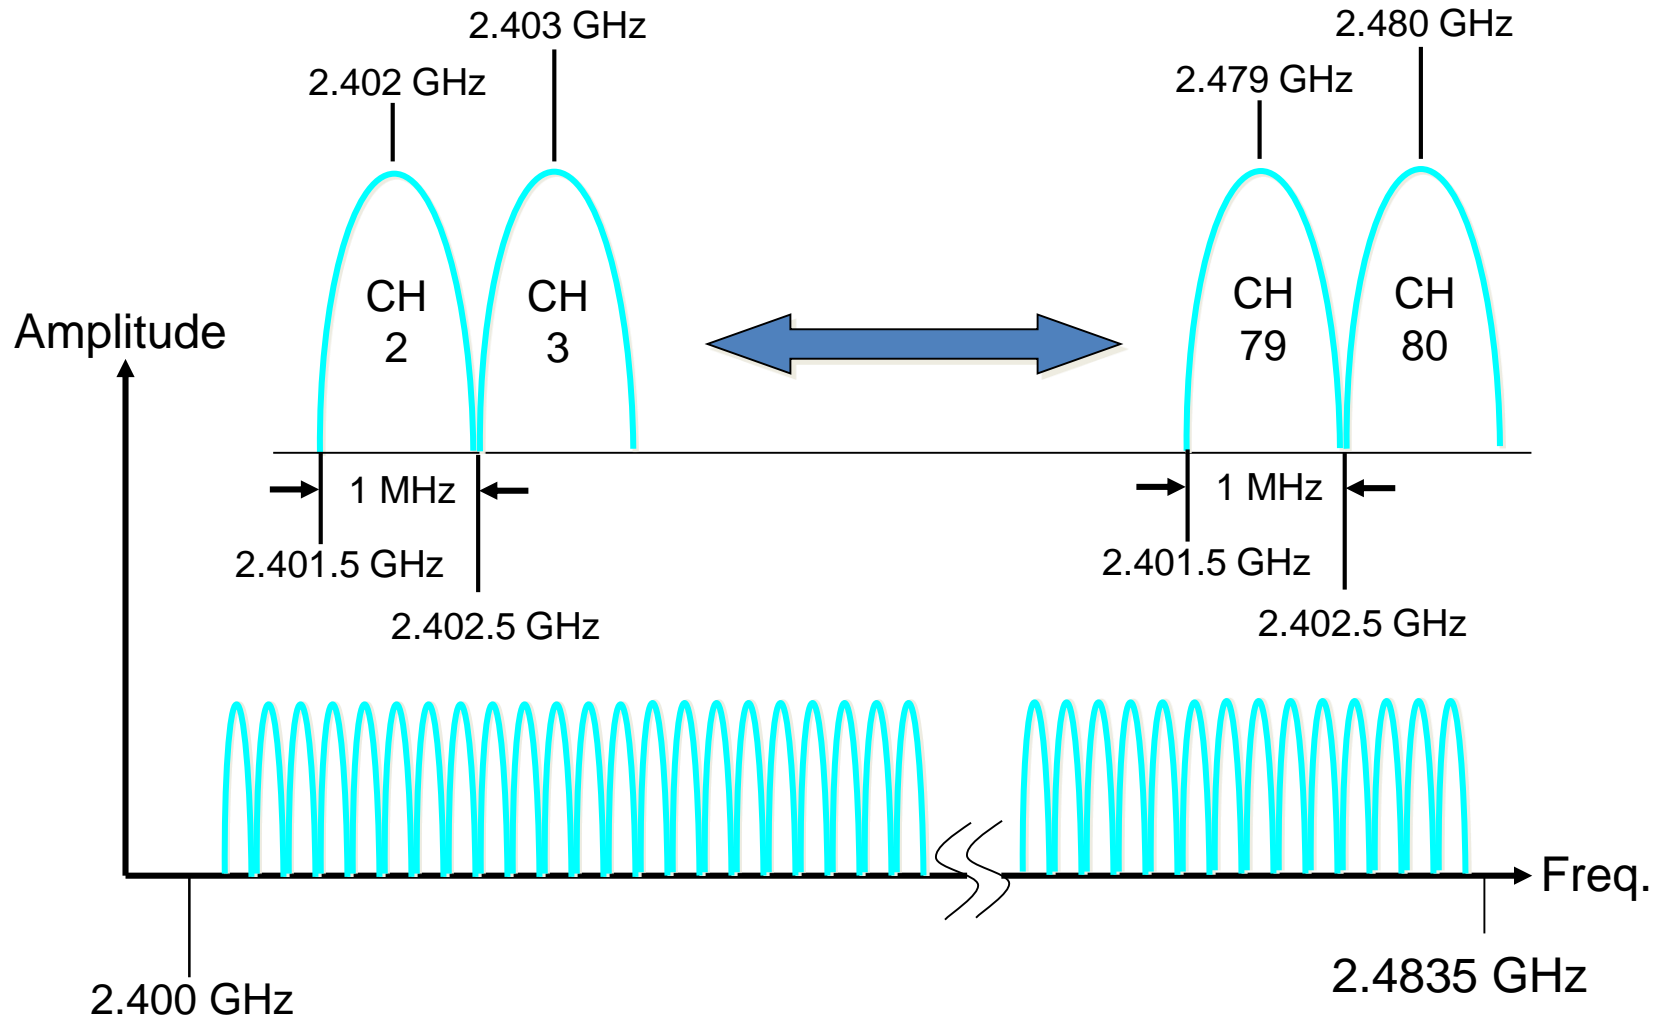 2.403 GHz
2.480 GHz
2.402 GHz
2.479 GHz
CH
2
CH
3
CH
79
CH
80
Amplitude
1 MHz
1 MHz
2.401.5 GHz
2.401.5 GHz
2.402.5 GHz
2.402.5 GHz
Freq.
2.400 GHz
2.4835 GHz